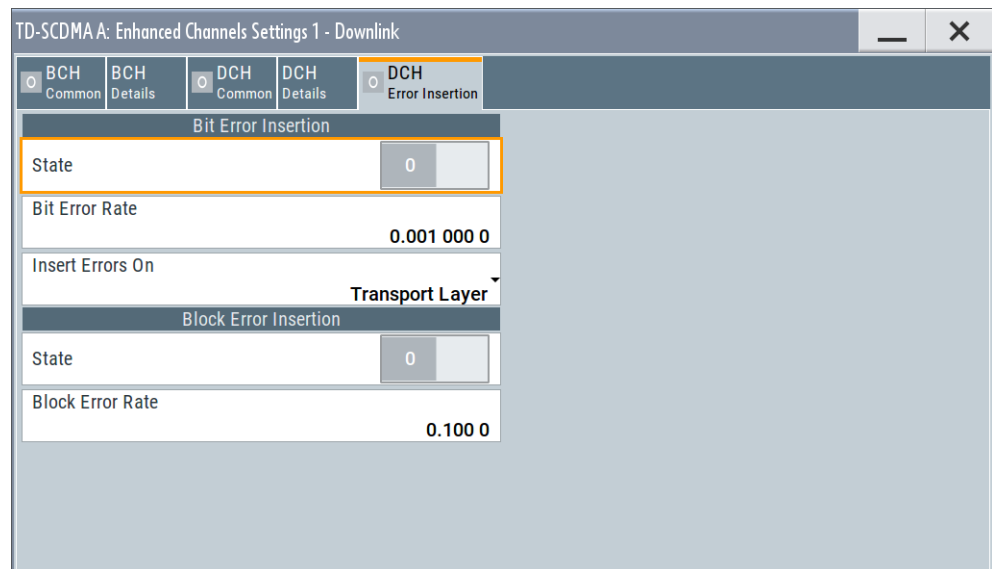 TD-SCDMA A: Enhanced Channels Settings 1 - Downlink
O BCH Common BCH Details O DCH Common DCH Details O DCH Error Insertion
Bit Error Insertion
State 0
Bit Error Rate
0.001 000 0
Insert Errors On
Transport Layer
Block Error Insertion
State 0
Block Error Rate
0.100 0